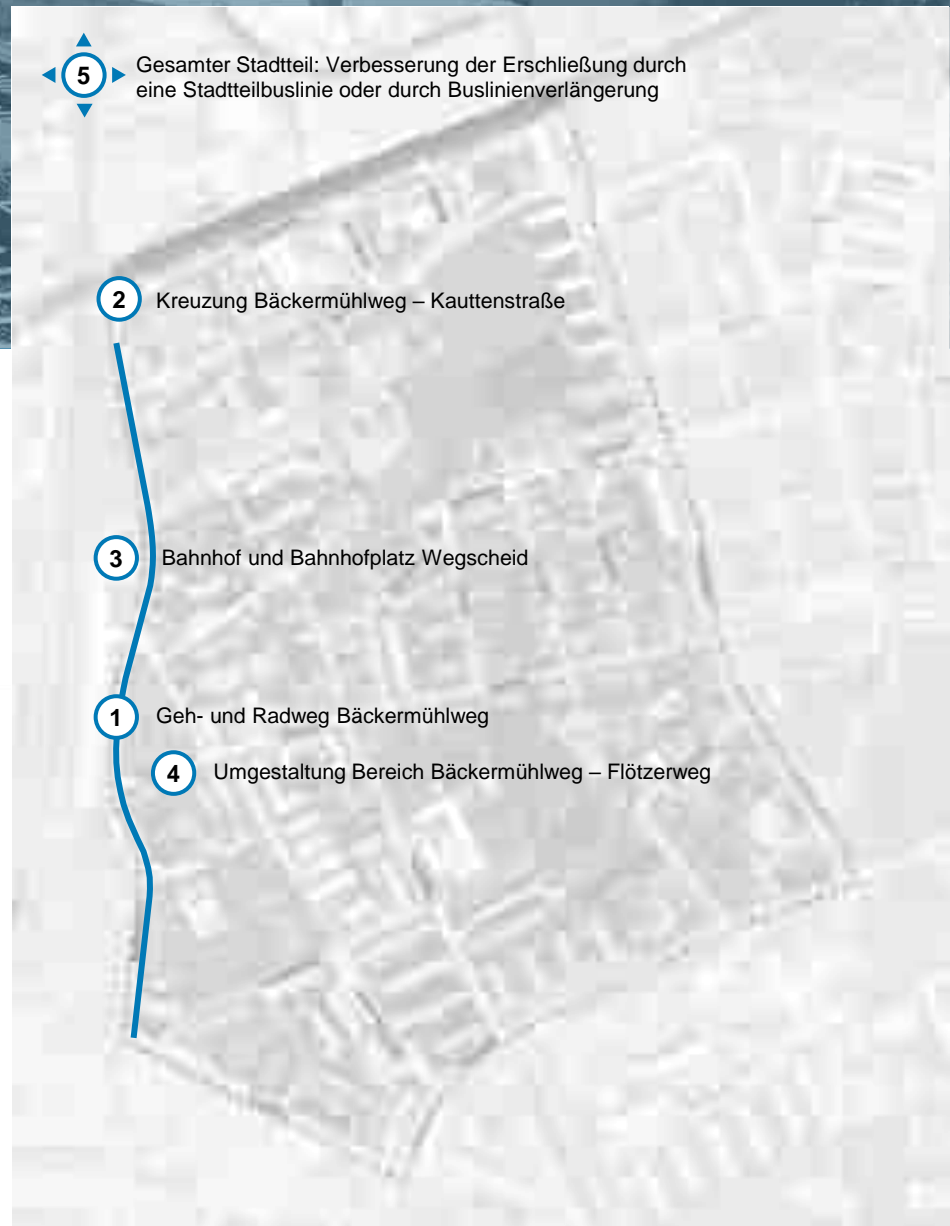 5
Gesamter Stadtteil: Verbesserung der Erschließung durch
eine Stadtteilbuslinie oder durch Buslinienverlängerung
2 Kreuzung Bäckermühlweg – Kauttenstraße
3 Bahnhof und Bahnhofplatz Wegscheid
1 Geh- und Radweg Bäckermühlweg
4 Umgestaltung Bereich Bäckermühlweg – Flötzerweg